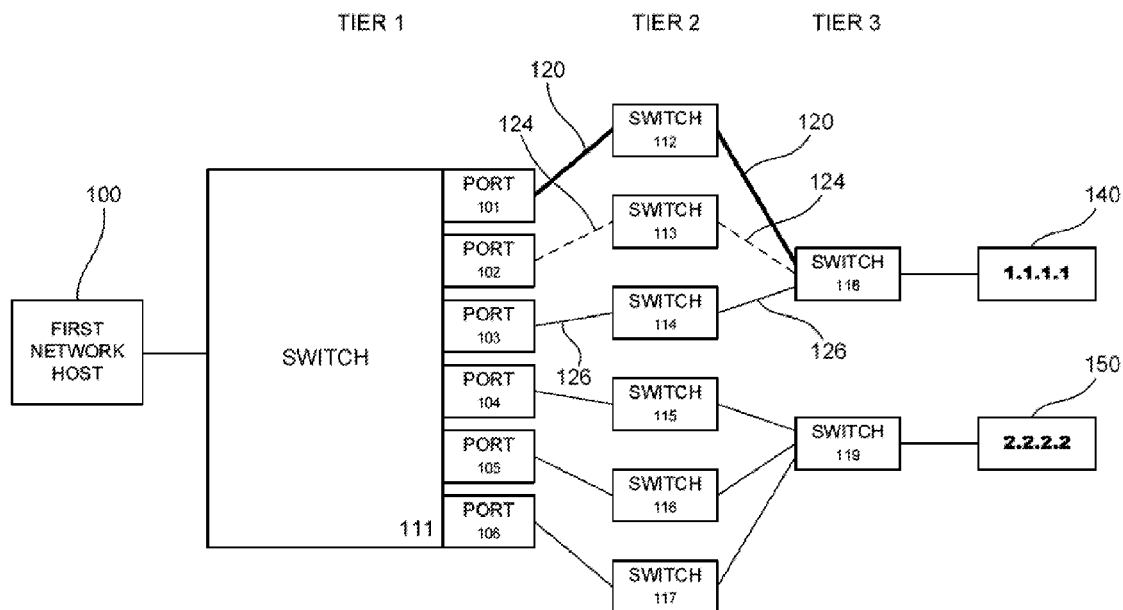 TIER 1
TIER 2
TIER 3
120
124
SWITCH
112
120
124
100
140
PORT
101
SWITCH
113
PORT
102
SWITCH
118
1.1.1.1
FIRST
NETWORK
HOST
SWITCH
PORT
103
SWITCH
114
126
126
150
PORT
104
SWITCH
115
SWITCH
119
2.2.2.2
PORT
105
SWITCH
116
PORT
106
111
SWITCH
117